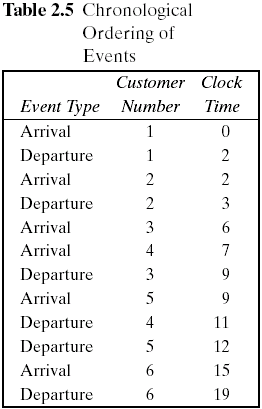 Table 2.5 Chronological
Ordering of
Events
Customer Clock
Event Type Number Time
Arrival 1 0
Departure 1 2
Arrival 2 2
Departure 2 3
Arrival 3 6
Arrival 4 7
Departure 3 9
Arrival 5 9
Departure 4 11
Departure 5 12
Arrival 6 15
Departure 6 19